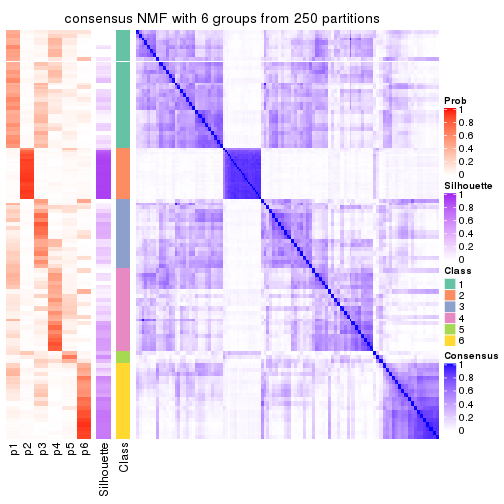 consensus NMF with 6 groups from 250 partitions
Prob
1
0.8
0.6
0.4
0.2
0
Silhouette
1
0.8
0.6
0.4
0.2
0
Class
1
2
3
4
5
6
Consensus
1
0.8
0.6
0.4
0.2
0
p1
p2
p3
p4
p5
p6
Silhouette
Class